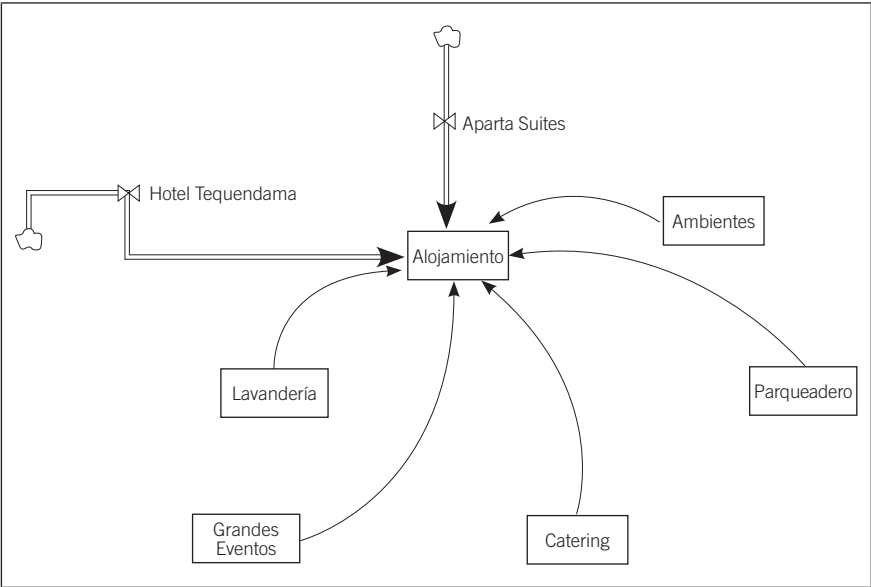 Aparta Suites
Hotel Tequendama
Ambientes
Alojamiento
Lavandería
Parqueadero
Grandes
Eventos
Catering